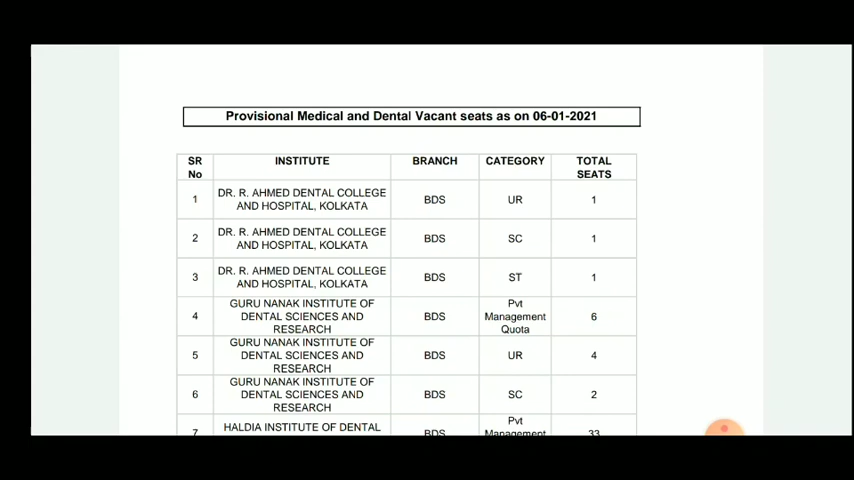 Provisional Medical and Dental Vacant seats as on 06-01-2021
SR No INSTITUTE BRANCH CATEGORY TOTAL SEATS
1 DR. R. AHMED DENTAL COLLEGE AND HOSPITAL, KOLKATA BDS UR 1
2 DR. R. AHMED DENTAL COLLEGE AND HOSPITAL, KOLKATA BDS SC 1
3 DR. R. AHMED DENTAL COLLEGE AND HOSPITAL, KOLKATA BDS ST 1
4 GURU NANAK INSTITUTE OF DENTAL SCIENCES AND RESEARCH BDS Pvt Management Quota 6
5 GURU NANAK INSTITUTE OF DENTAL SCIENCES AND RESEARCH BDS UR 4
6 GURU NANAK INSTITUTE OF DENTAL SCIENCES AND RESEARCH BDS SC 2
7 HALDIA INSTITUTE OF DENTAL BDS Pvt Management 33